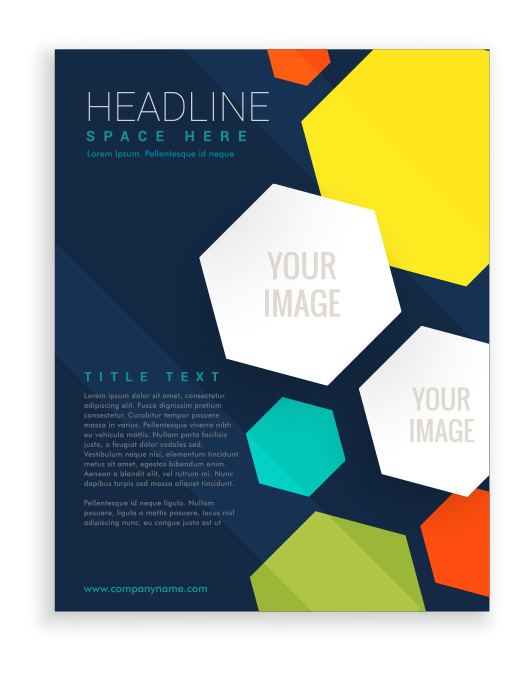 HEADLINE
SPACE HERE
Lorem Ipsum. Pellentesque id neque
YOUR
IMAGE
YOUR
IMAGE
TITLE TEXT
Lorem ipsum dolor sit amet, consectetur
adipiscing elit. Fusce dignissim pretium
consectetur. Curabitur tempor posuere
massa in varius. Pellentesque viverra nibh
eu vehicula mattis. Nullam porta facilisis
justo, a feugiat dolor sodales sed.
Vestibulum neque nisi, elementum tincidunt
metus sit amet, egestas bibendum enim.
Aenean a blandit elit, vel rutrum mi. Nunc
dapibus turpis sed massa aliquet tincidunt.
Pellentesque id neque ligula. Nullam
posuere, ligula a mattis posuere, locus nisl
adipiscing nunc, eu congue justo est ut
www.companyname.com